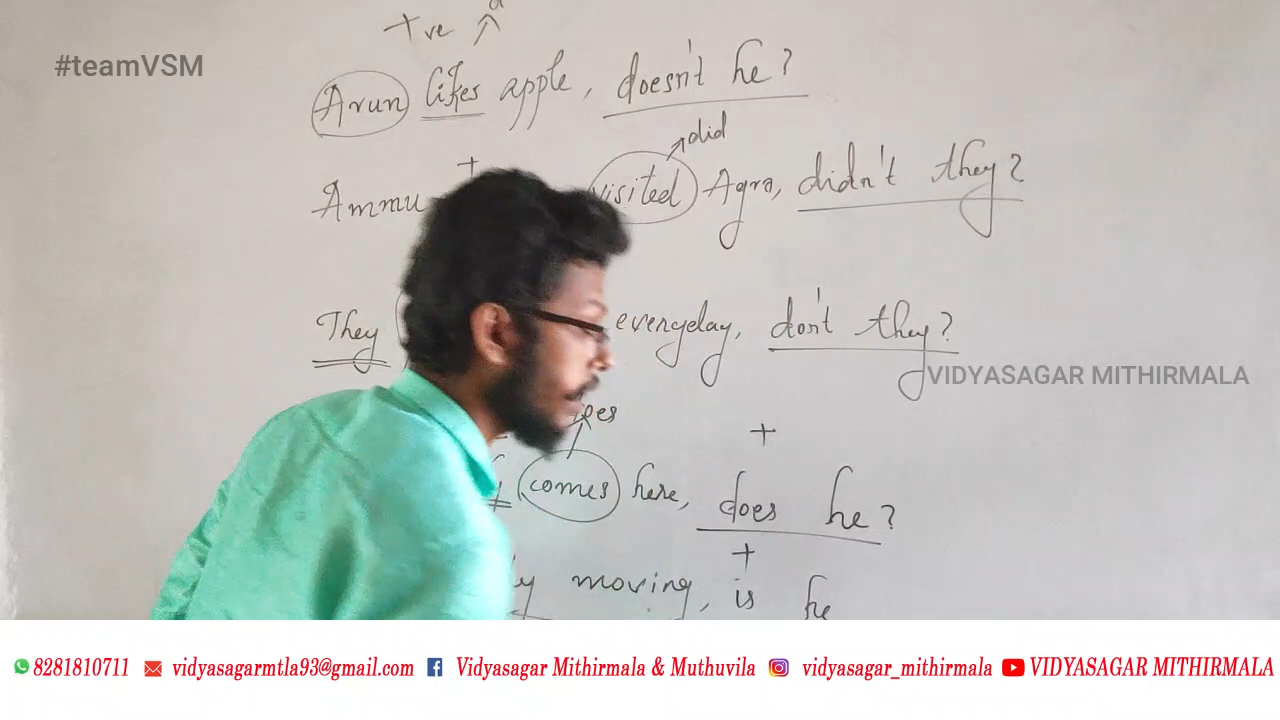 +ve
#teamVSM
Arun likes apple, doesn't he?
did
+
Ammu visited Agra, didn't they?
They everyday, don't they?
VIDYASAGAR MITHIRMALA
+
comes here, does he?
+
moving, is he
8281810711 vidyasagarmtla93@gmail.com Vidyasagar Mithirmala & Muthuvila vidyasagar_mithirmala VIDYASAGAR MITHIRMALA